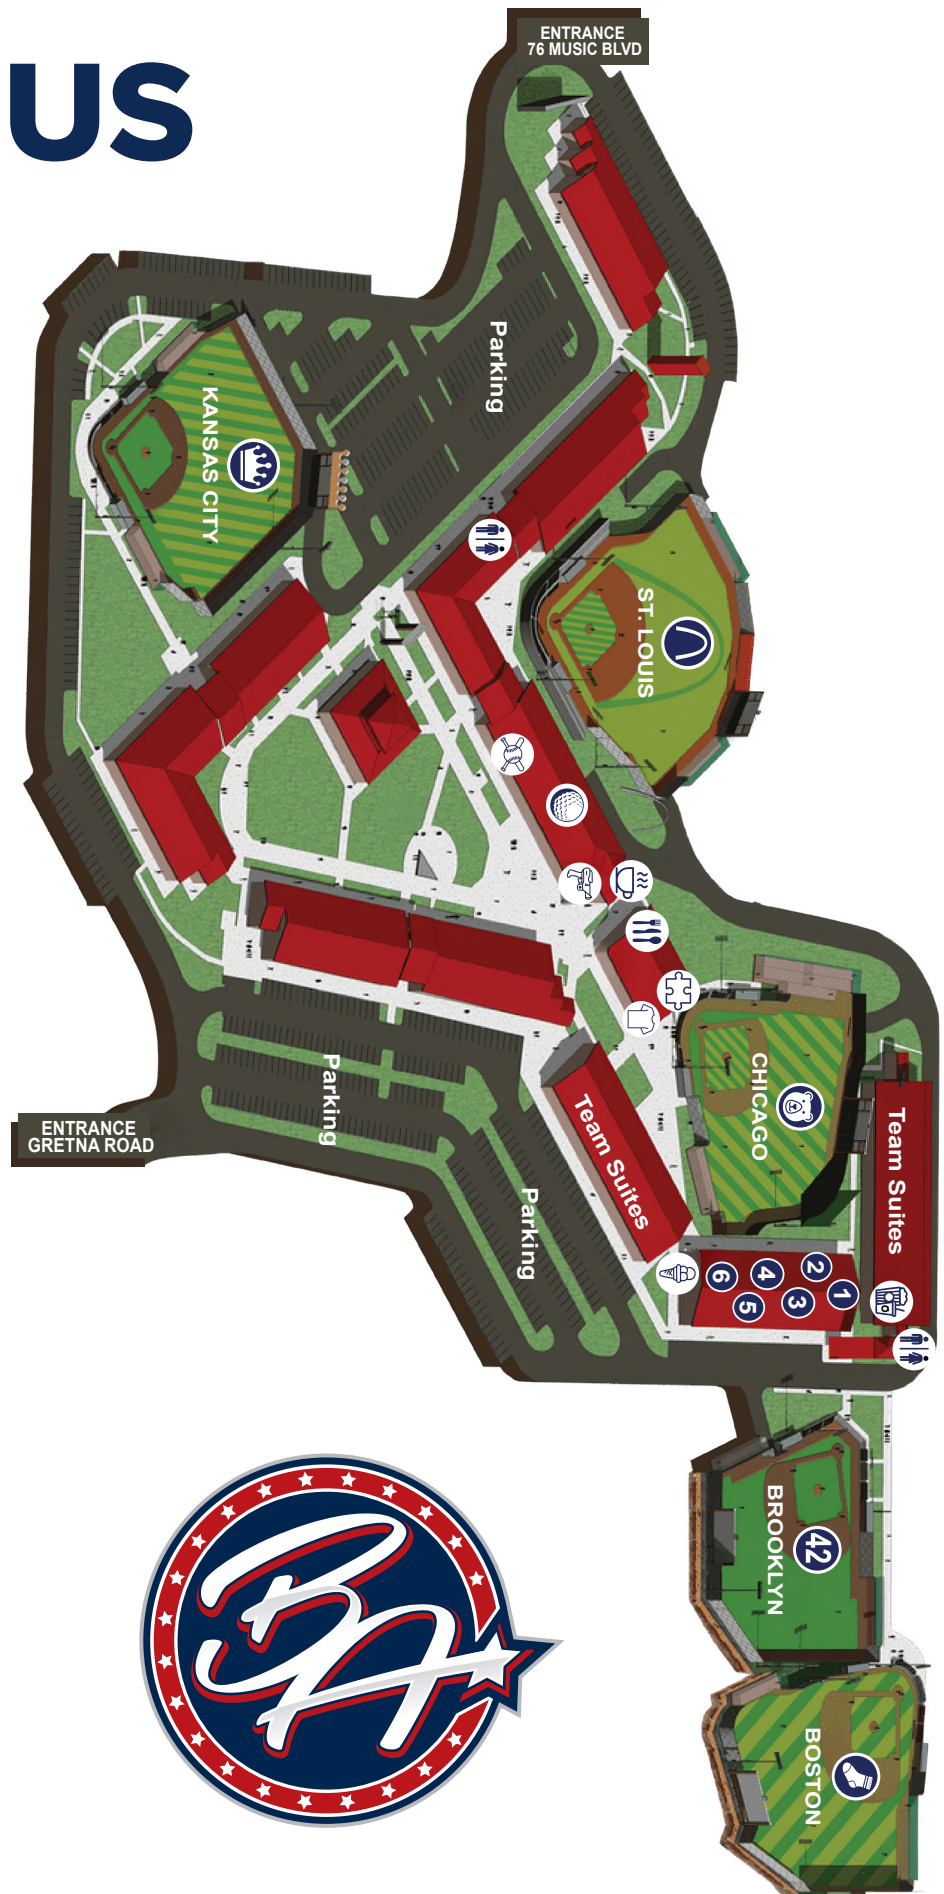 US
ENTRANCE
76 MUSIC BLVD
Parking
KANSAS CITY
ST. LOUIS
CHICAGO
Team Suites
Team Suites
Parking
ENTRANCE
GRETNA ROAD
Parking
1
2
3
4
5
6
42
BROOKLYN
BOSTON
BA